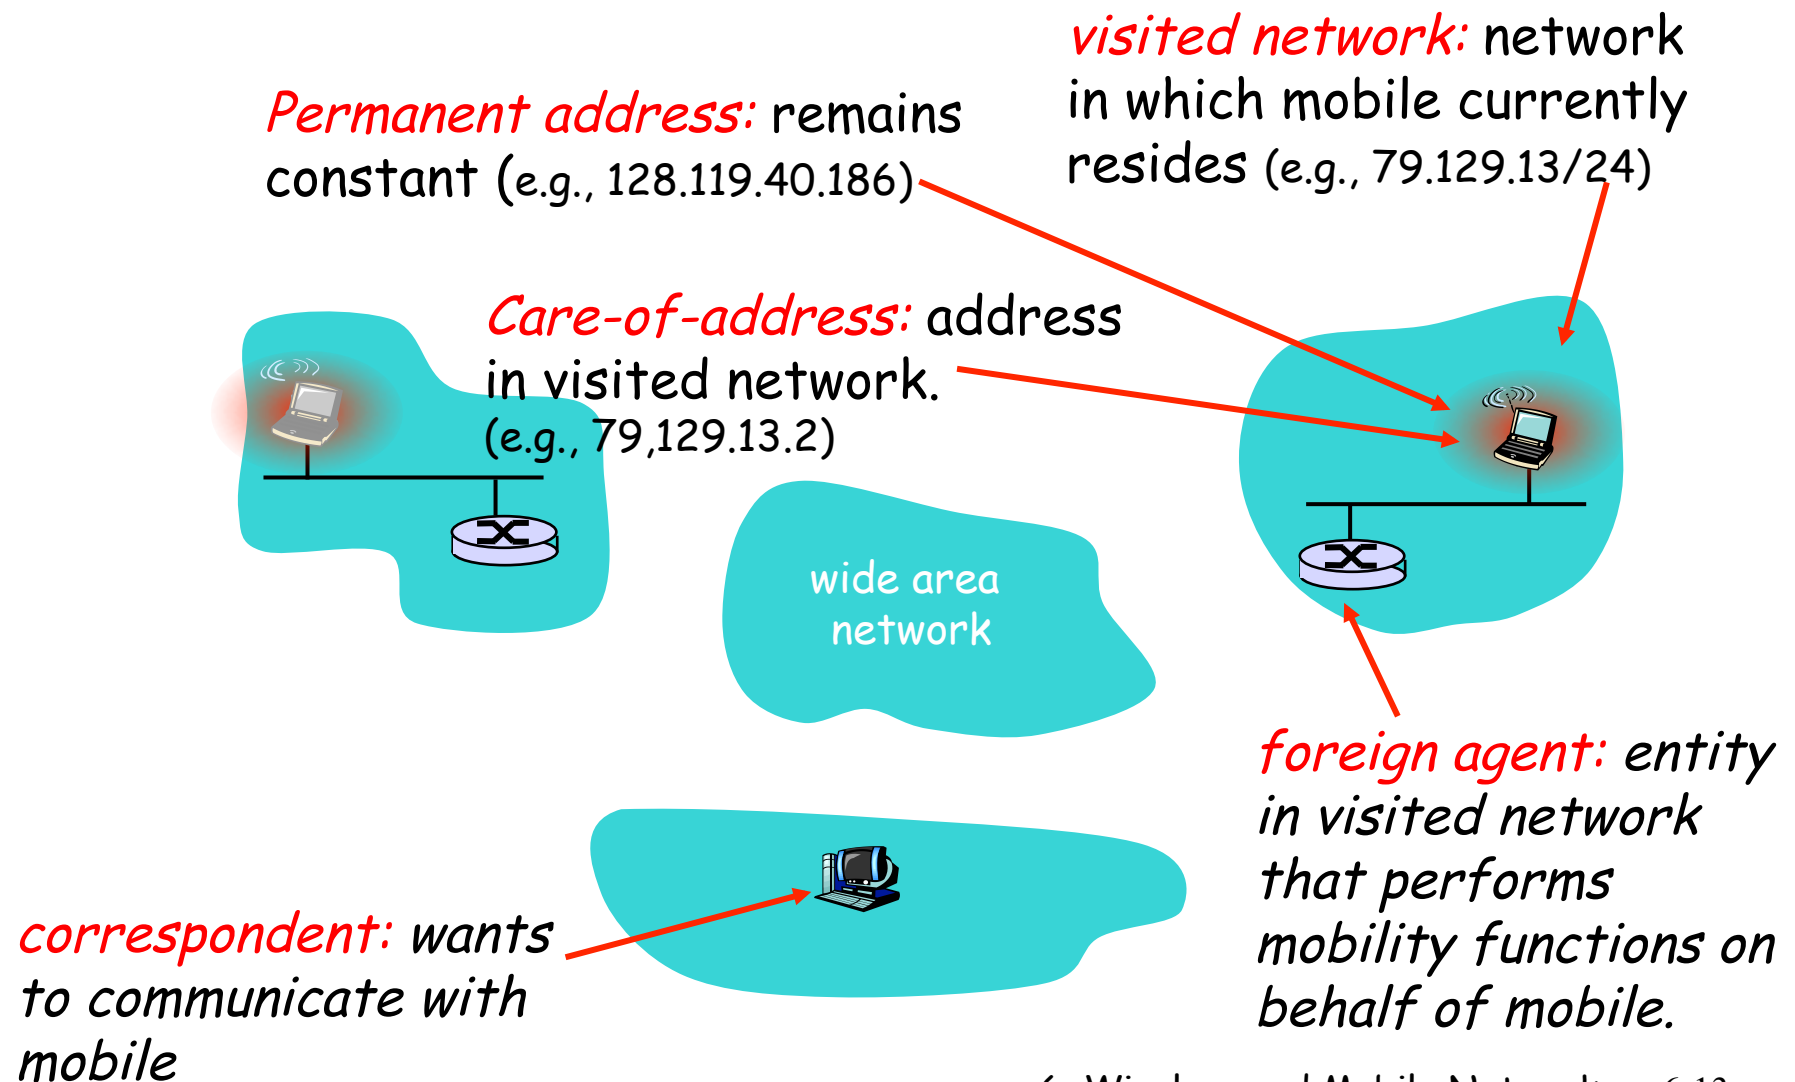 visited network: network
in which mobile currently
resides (e.g., 79.129.13/24)
Permanent address: remains
constant (e.g., 128.119.40.186)
Care-of-address: address
in visited network.
(e.g., 79,129.13.2)
wide area
network
foreign agent: entity
in visited network
that performs
mobility functions on
behalf of mobile.
correspondent: wants
to communicate with
mobile